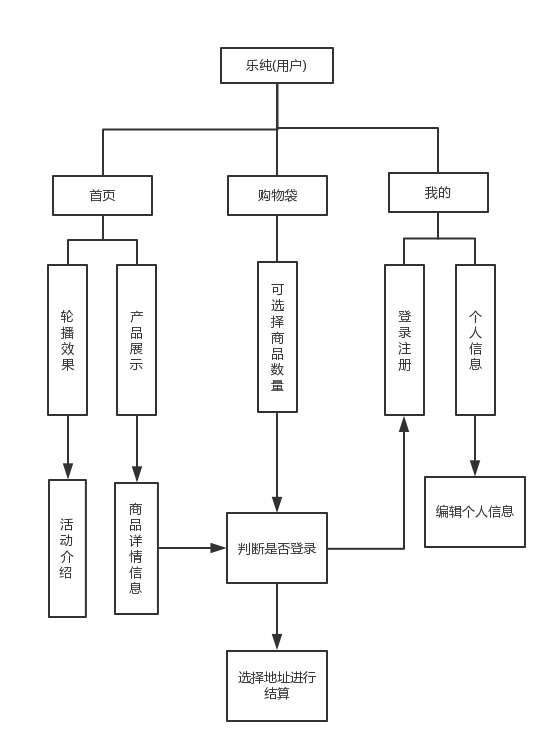 乐纯(用户)
首页
购物袋
我的
轮播效果
产品展示
可选择商品数量
登录注册
个人信息
活动介绍
商品详情信息
判断是否登录
编辑个人信息
选择地址进行
结算